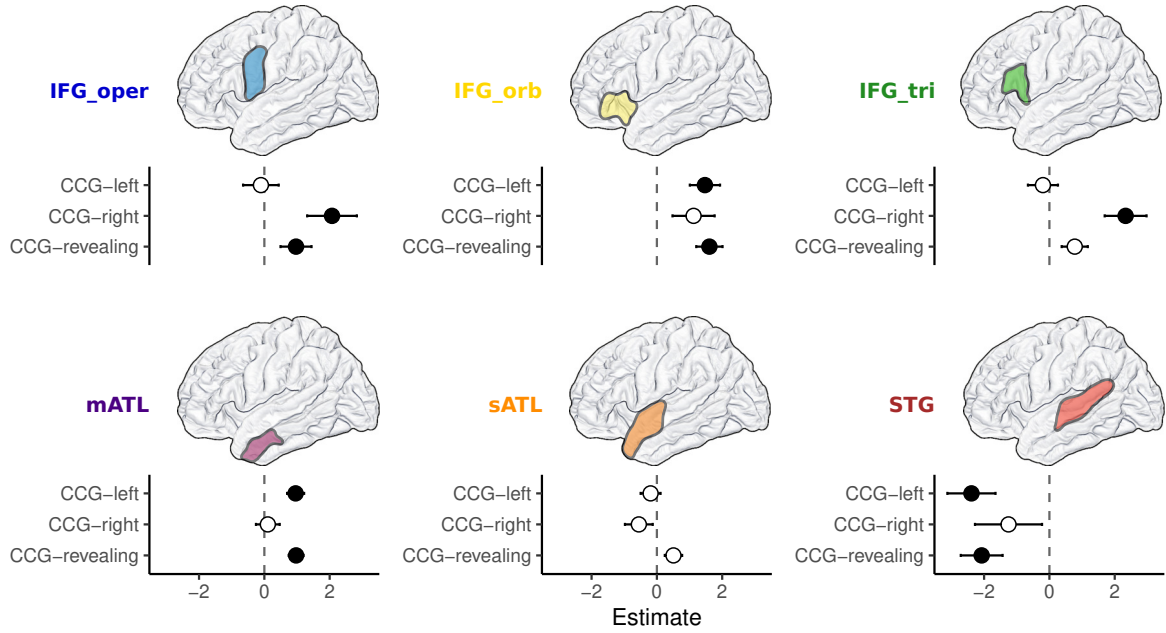 IFG_oper
IFG_orb
IFG_tri
CCG−left
CCG−right
CCG−revealing
CCG−left
CCG−right
CCG−revealing
CCG−left
CCG−right
CCG−revealing
mATL
sATL
STG
CCG−left
CCG−right
CCG−revealing
CCG−left
CCG−right
CCG−revealing
CCG−left
CCG−right
CCG−revealing
−2 0 2
−2 0 2
−2 0 2
Estimate